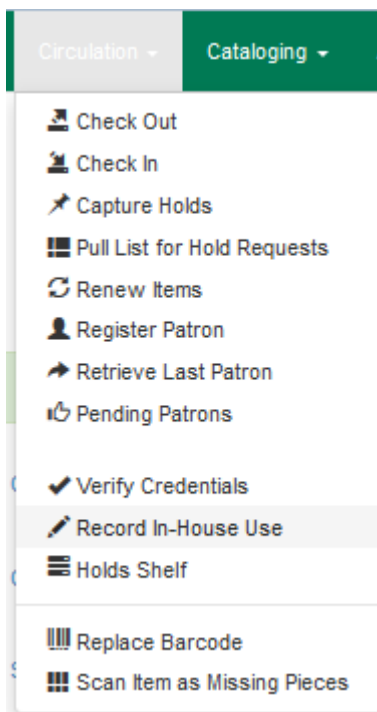 Circulation Cataloging
Check Out
Check In
Capture Holds
Pull List for Hold Requests
Renew Items
Register Patron
Retrieve Last Patron
Pending Patrons
Verify Credentials
Record In-House Use
Holds Shelf
Replace Barcode
Scan Item as Missing Pieces